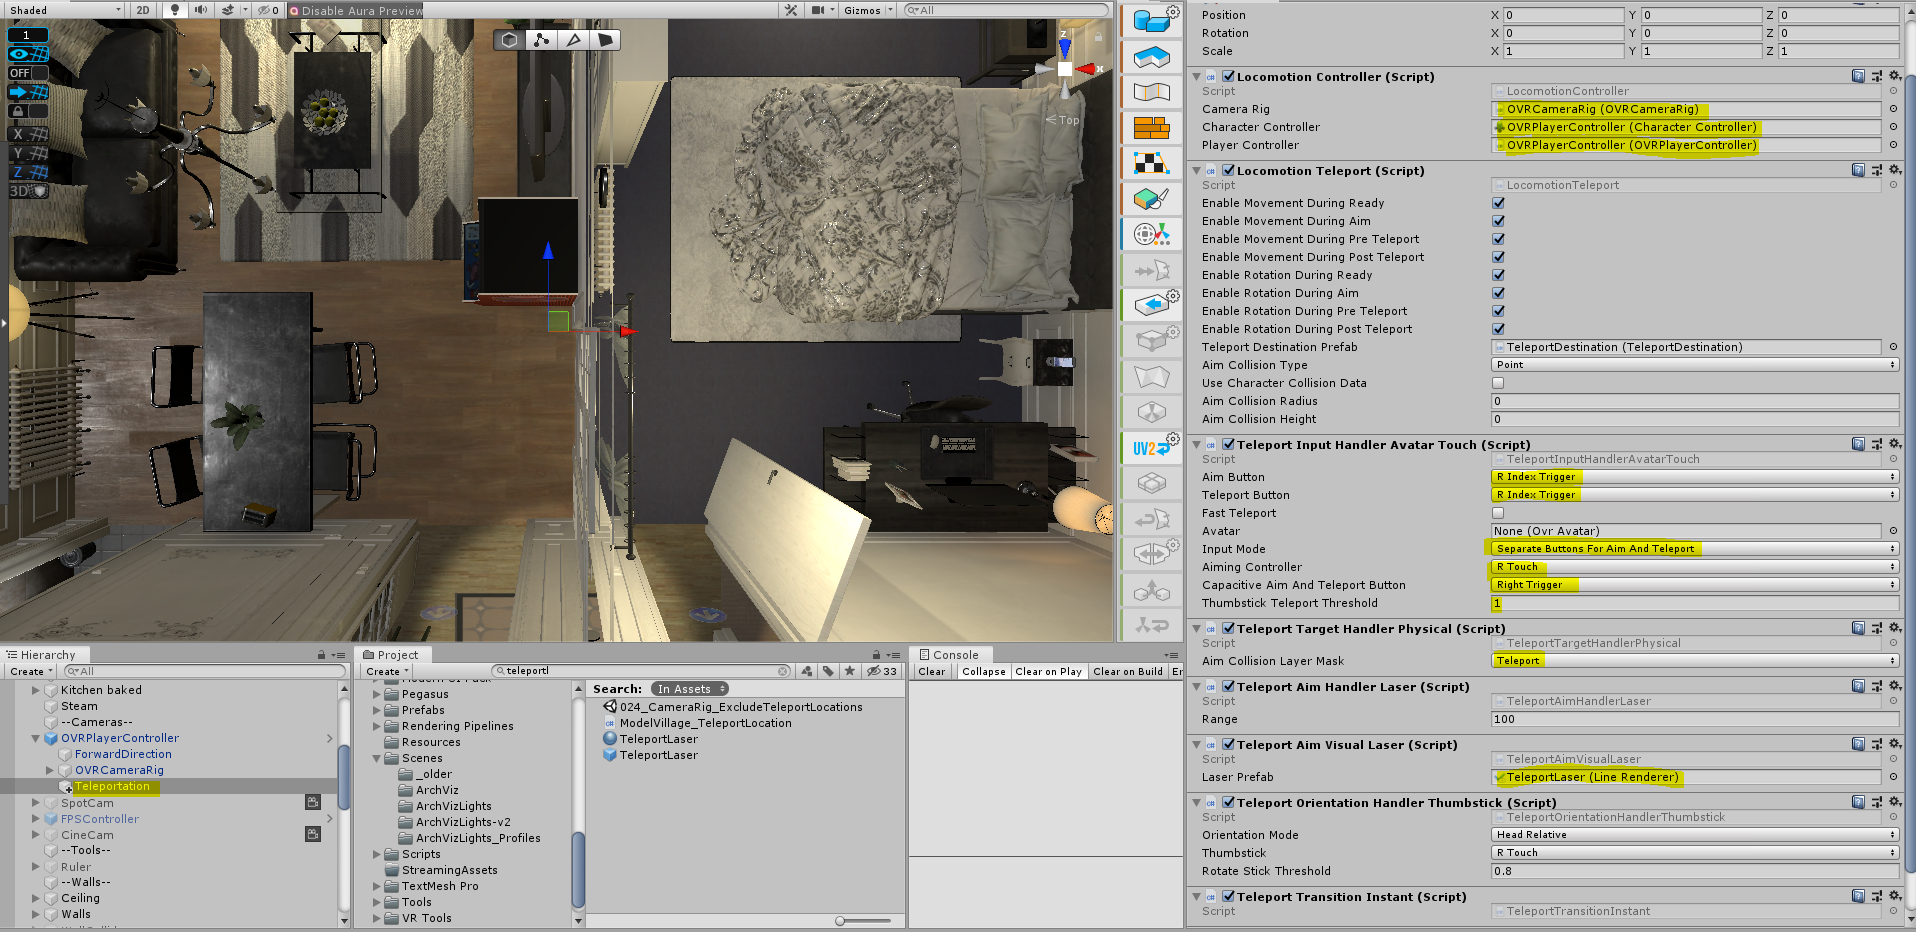 Shaded 2D 0 Disable Aura Preview Gizmos All
1
OFF
X
Y
Z
3D
Z
X
Top
UV2
Hierarchy
Create All
Kitchen baked
Steam
--Cameras--
OVRPlayerController
ForwardDirection
OVRCameraRig
Teleportation
SpotCam
FPSController
CineCam
--Tools--
Ruler
--Walls--
Ceiling
Walls
Project
Create teleportl 33
Pegasus
Prefabs
Rendering Pipelines
Resources
Scenes
_older
ArchViz
ArchVizLights
ArchVizLights-v2
ArchVizLights_Profiles
Scripts
StreamingAssets
TextMesh Pro
Tools
VR Tools
Search: In Assets
024_CameraRig_ExcludeTeleportLocations
ModelVillage_TeleportLocation
TeleportLaser
TeleportLaser
Console
Clear Collapse Clear on Play Clear on Build Er
Position X 0 Y 0 Z 0
Rotation X 0 Y 0 Z 0
Scale X 1 Y 1 Z 1
Locomotion Controller (Script)
Script LocomotionController
Camera Rig OVRCameraRig (OVRCameraRig)
Character Controller OVRPlayerController (Character Controller)
Player Controller OVRPlayerController (OVRPlayerController)
Locomotion Teleport (Script)
Script LocomotionTeleport
Enable Movement During Ready
Enable Movement During Aim
Enable Movement During Pre Teleport
Enable Movement During Post Teleport
Enable Rotation During Ready
Enable Rotation During Aim
Enable Rotation During Pre Teleport
Enable Rotation During Post Teleport
Teleport Destination Prefab TeleportDestination (TeleportDestination)
Aim Collision Type Point
Use Character Collision Data
Aim Collision Radius 0
Aim Collision Height 0
Teleport Input Handler Avatar Touch (Script)
Script TeleportInputHandlerAvatarTouch
Aim Button R Index Trigger
Teleport Button R Index Trigger
Fast Teleport
Avatar None (Ovr Avatar)
Input Mode Separate Buttons For Aim And Teleport
Aiming Controller R Touch
Capacitive Aim And Teleport Button Right Trigger
Thumbstick Teleport Threshold 1
Teleport Target Handler Physical (Script)
Script TeleportTargetHandlerPhysical
Aim Collision Layer Mask Teleport
Teleport Aim Handler Laser (Script)
Script TeleportAimHandlerLaser
Range 100
Teleport Aim Visual Laser (Script)
Script TeleportAimVisualLaser
Laser Prefab TeleportLaser (Line Renderer)
Teleport Orientation Handler Thumbstick (Script)
Script TeleportOrientationHandlerThumbstick
Orientation Mode Head Relative
Thumbstick R Touch
Rotate Stick Threshold 0.8
Teleport Transition Instant (Script)
Script TeleportTransitionInstant